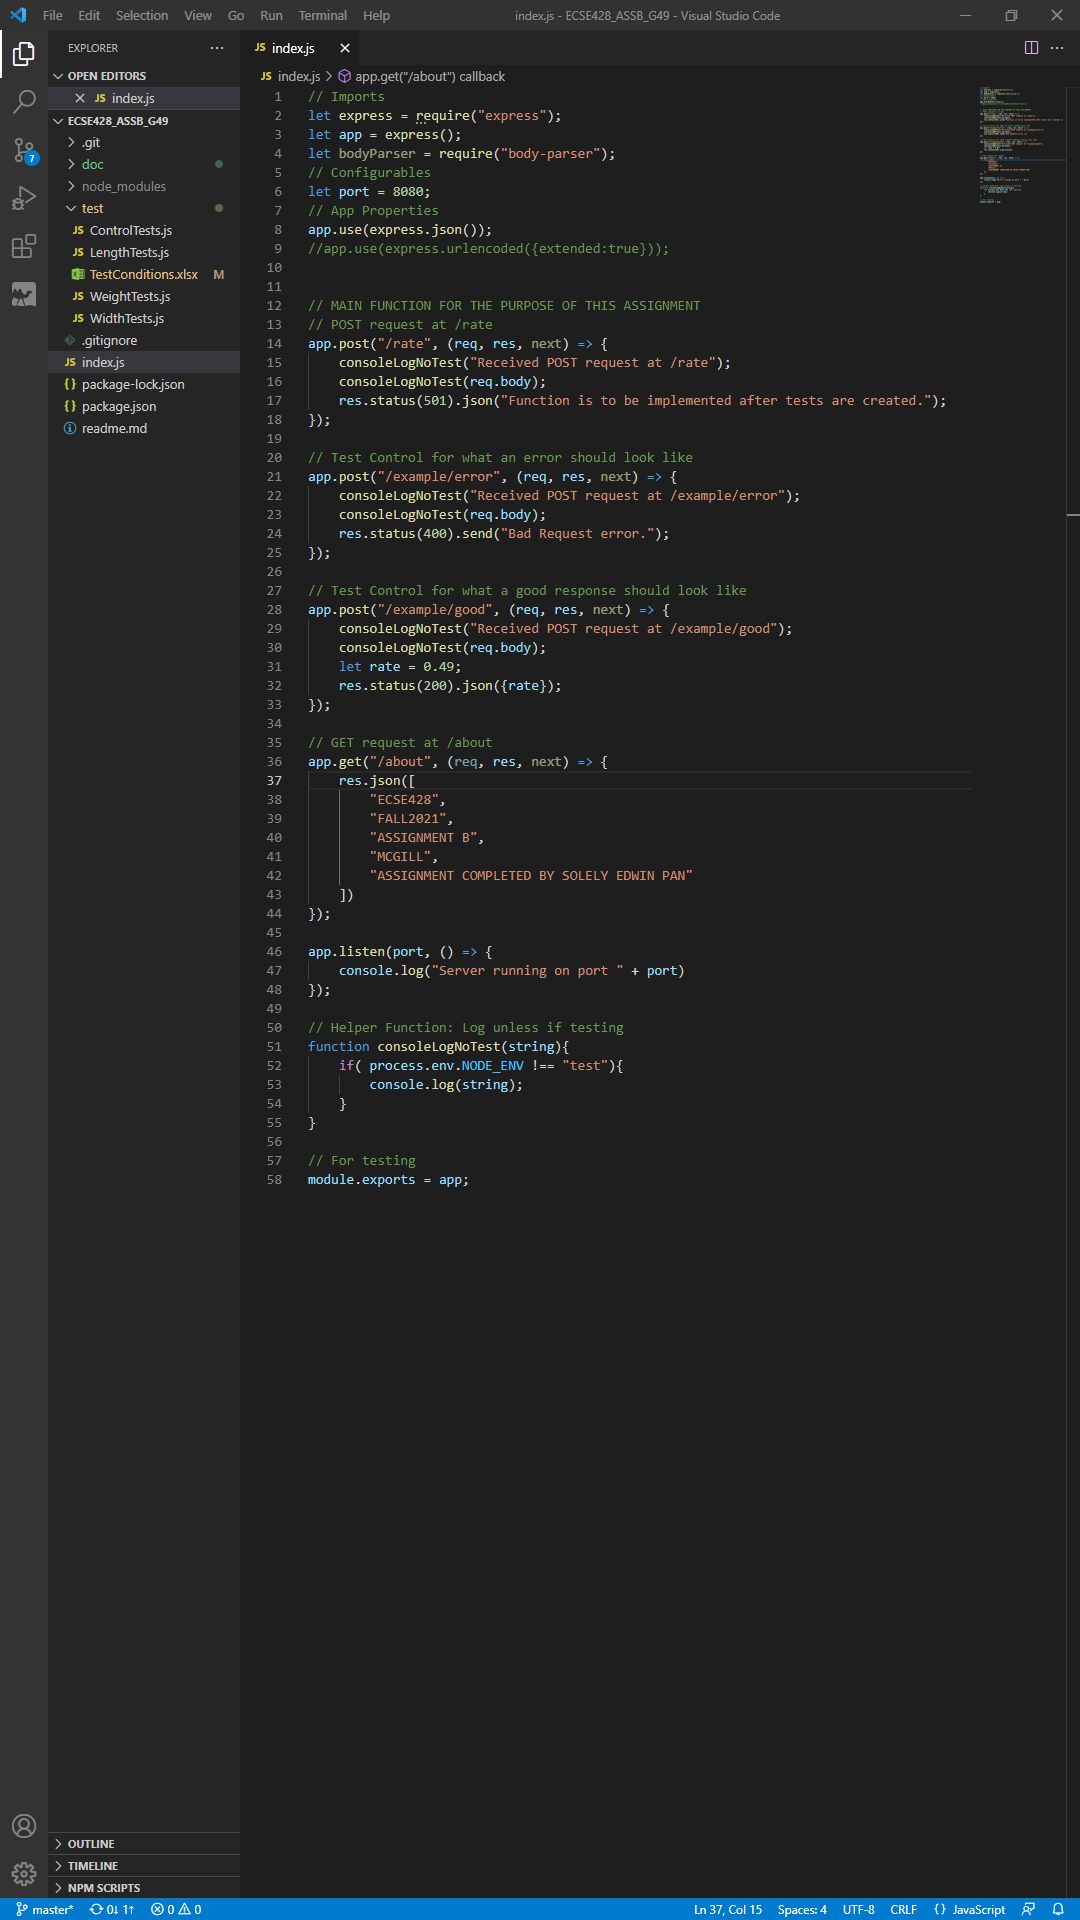 File Edit Selection View Go Run Terminal Help index.js - ECSE428_ASSB_G49 - Visual Studio Code
EXPLORER
OPEN EDITORS
JS index.js
ECSE428_ASSB_G49
.git
doc
node_modules
test
JS ControlTests.js
JS LengthTests.js
TestConditions.xlsx M
JS WeightTests.js
JS WidthTests.js
.gitignore
JS index.js
{} package-lock.json
{} package.json
readme.md
7
OUTLINE
TIMELINE
NPM SCRIPTS
JS index.js
JS index.js > app.get("/about") callback
1 // Imports
2 let express = require("express");
3 let app = express();
4 let bodyParser = require("body-parser");
5 // Configurables
6 let port = 8080;
7 // App Properties
8 app.use(express.json());
9 //app.use(express.urlencoded({extended:true}));
10
11
12 // MAIN FUNCTION FOR THE PURPOSE OF THIS ASSIGNMENT
13 // POST request at /rate
14 app.post("/rate", (req, res, next) => {
15 consoleLogNoTest("Received POST request at /rate");
16 consoleLogNoTest(req.body);
17 res.status(501).json("Function is to be implemented after tests are created.");
18 });
19
20 // Test Control for what an error should look like
21 app.post("/example/error", (req, res, next) => {
22 consoleLogNoTest("Received POST request at /example/error");
23 consoleLogNoTest(req.body);
24 res.status(400).send("Bad Request error.");
25 });
26
27 // Test Control for what a good response should look like
28 app.post("/example/good", (req, res, next) => {
29 consoleLogNoTest("Received POST request at /example/good");
30 consoleLogNoTest(req.body);
31 let rate = 0.49;
32 res.status(200).json({rate});
33 });
34
35 // GET request at /about
36 app.get("/about", (req, res, next) => {
37 res.json([
38 "ECSE428",
39 "FALL2021",
40 "ASSIGNMENT B",
41 "MCGILL",
42 "ASSIGNMENT COMPLETED BY SOLELY EDWIN PAN"
43 ])
44 });
45
46 app.listen(port, () => {
47 console.log("Server running on port " + port)
48 });
49
50 // Helper Function: Log unless if testing
51 function consoleLogNoTest(string){
52 if( process.env.NODE_ENV !== "test"){
53 console.log(string);
54 }
55 }
56
57 // For testing
58 module.exports = app;
master* 0↓ 1↑ 0 0 Ln 37, Col 15 Spaces: 4 UTF-8 CRLF {} JavaScript